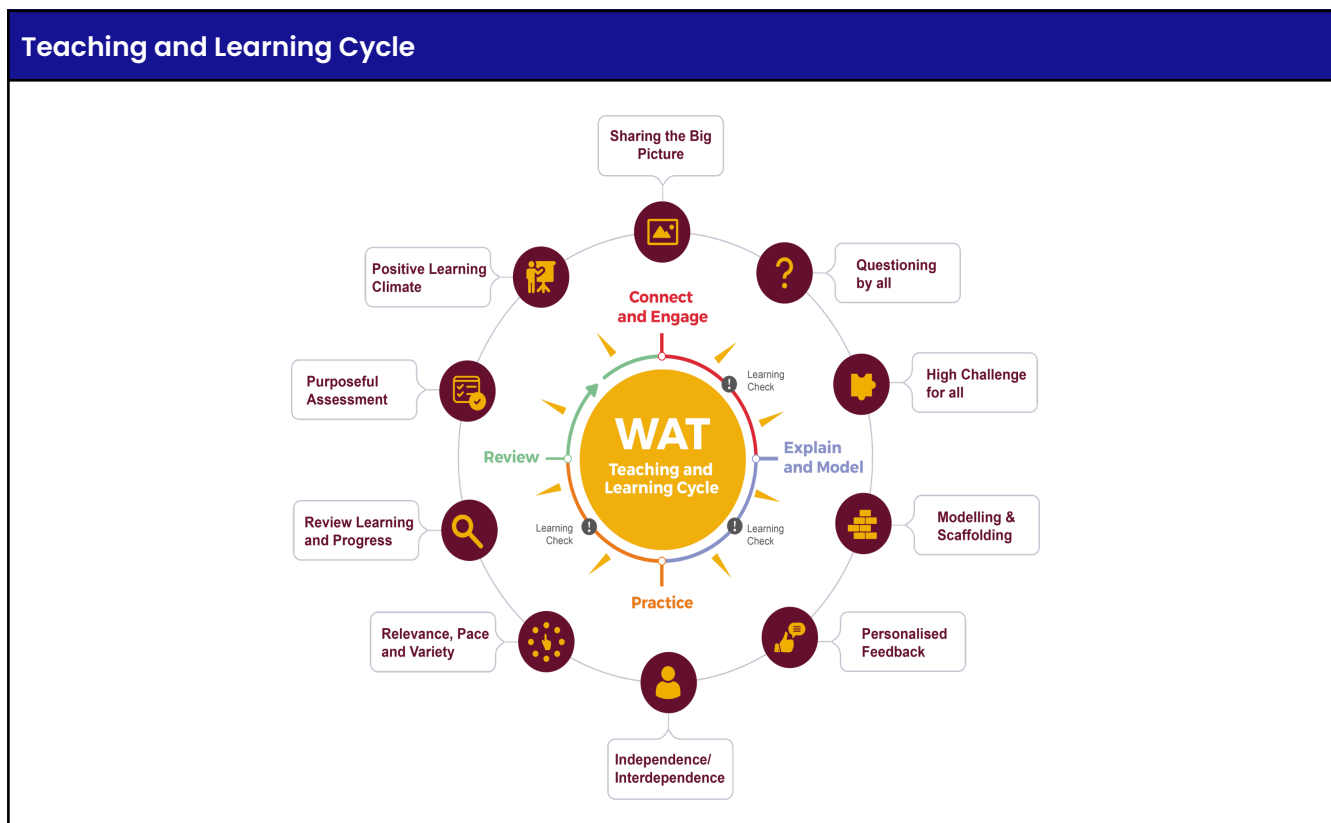 Teaching and Learning Cycle
Sharing the Big
Picture
Positive Learning
Climate
Questioning
by all
Connect
and Engage
Purposeful
Assessment
Learning
Check
High Challenge
for all
WAT
Teaching and
Learning Cycle
Review
Explain
and Model
Review Learning
and Progress
Learning
Check
Learning
Check
Modelling &
Scaffolding
Practice
Relevance, Pace
and Variety
Personalised
Feedback
Independence/
Interdependence